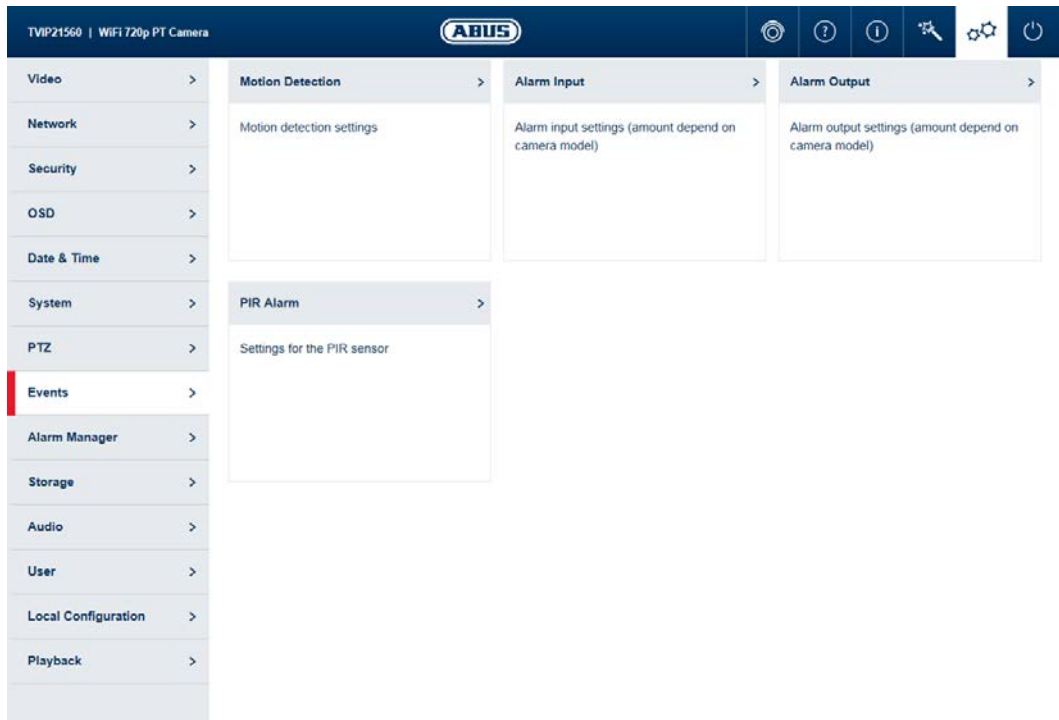 TVIP21560 | WiFi 720p PT Camera
ABUS
Video
Network
Security
OSD
Date & Time
System
PTZ
Events
Alarm Manager
Storage
Audio
User
Local Configuration
Playback
Motion Detection
Motion detection settings
Alarm Input
Alarm input settings (amount depend on
camera model)
Alarm Output
Alarm output settings (amount depend on
camera model)
PIR Alarm
Settings for the PIR sensor